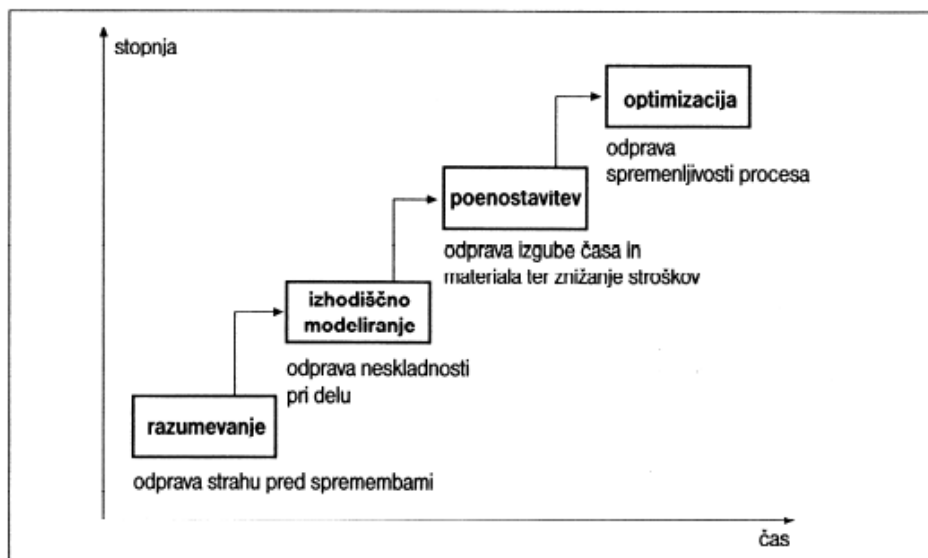 stopnja
optimizacija
odprava
spremenljivosti procesa
poenostavitev
odprava izgube časa in
materiala ter znižanje stroškov
izhodiščno
modeliranje
odprava neskladnosti
pri delu
razumevanje
odprava strahu pred spremembami
čas